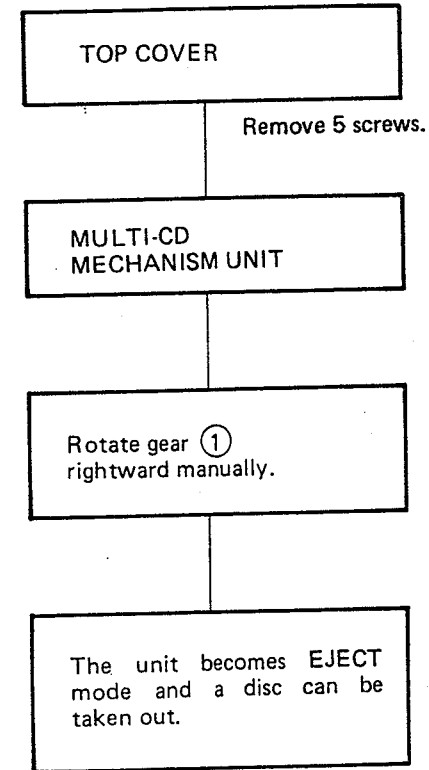 TOP COVER
Remove 5 screws.
MULTI-CD
MECHANISM UNIT
Rotate gear ①
rightward manually.
The unit becomes EJECT
mode and a disc can be
taken out.